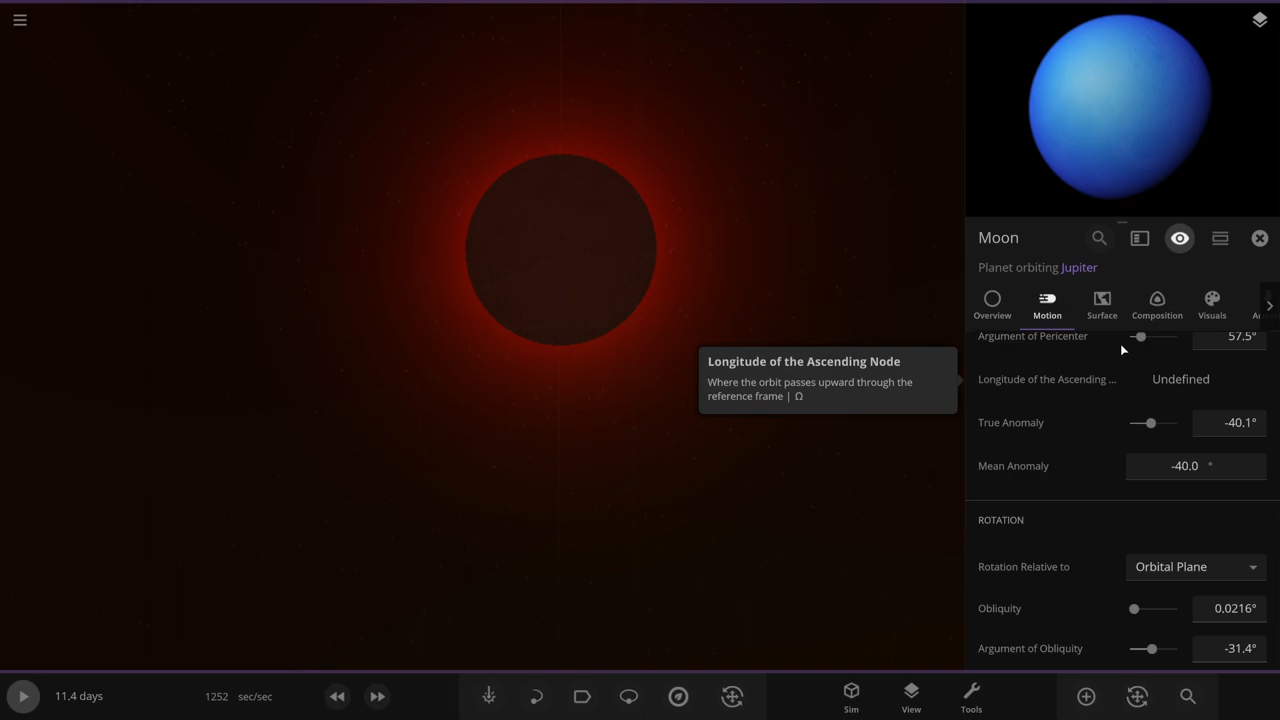 Moon
Planet orbiting Jupiter
Overview
Motion
Surface
Composition
Visuals
Argument of Pericenter
57.5°
Longitude of the Ascending Node
Where the orbit passes upward through the
reference frame | Ω
Longitude of the Ascending ...
Undefined
True Anomaly
-40.1°
Mean Anomaly
-40.0 °
ROTATION
Rotation Relative to
Orbital Plane
Obliquity
0.0216°
Argument of Obliquity
-31.4°
11.4 days
1252 sec/sec
Sim
View
Tools